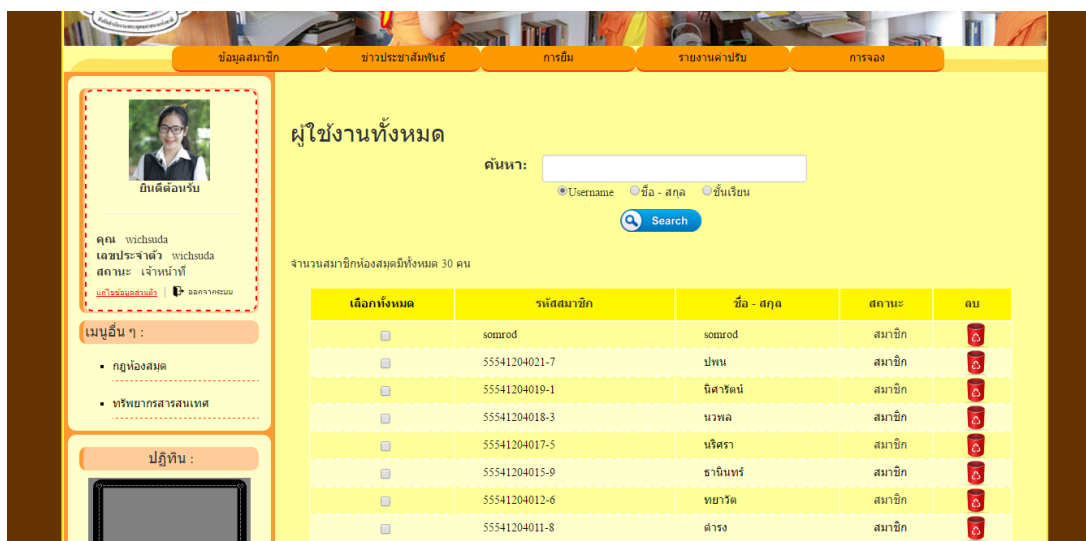 ข้อมูลสมาชิก ข่าวประชาสัมพันธ์ การยืม รายงานค่าปรับ การจอง
ยินดีต้อนรับ
คุณ wichsuda
เลขประจำตัว wichsuda
สถานะ เจ้าหน้าที่
แก้ไขข้อมูลส่วนตัว | ออกจากระบบ
เมนูอื่น ๆ :
กฎห้องสมุด
ทรัพยากรสารสนเทศ
ปฏิทิน :
ผู้ใช้งานทั้งหมด
ค้นหา:
Username ชื่อ - สกุล ชั้นเรียน
Search
จำนวนสมาชิกห้องสมุดมีทั้งหมด 30 คน
เลือกทั้งหมด รหัสสมาชิก ชื่อ - สกุล สถานะ ลบ
somrod somrod สมาชิก
55541204021-7 ปพน สมาชิก
55541204019-1 นิศารัตน์ สมาชิก
55541204018-3 นวพล สมาชิก
55541204017-5 นริศรา สมาชิก
55541204015-9 ธานินทร์ สมาชิก
55541204012-6 ทยาวัต สมาชิก
55541204011-8 ดำรง สมาชิก